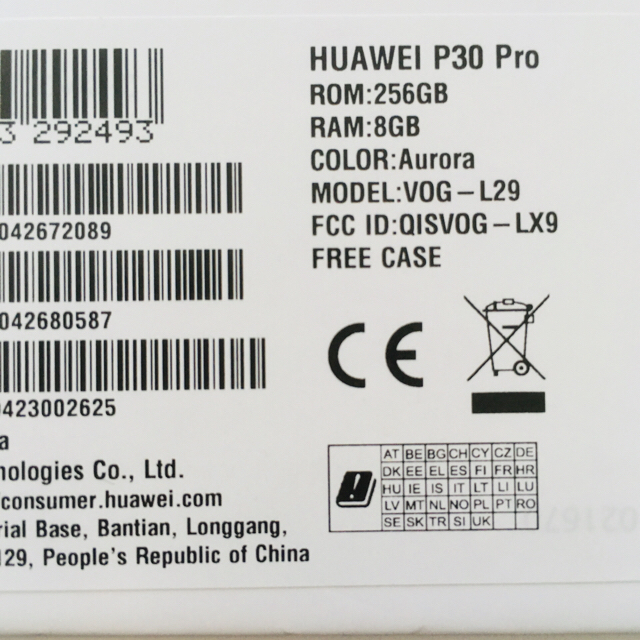 HUAWEI P30 Pro
ROM:256GB
RAM:8GB
COLOR:Aurora
MODEL:VOG-L29
FCC ID:QISVOG-LX9
FREE CASE
3 292493
042672089
042680587
0423002625
a
nologies Co., Ltd.
/consumer.huawei.com
rial Base, Bantian, Longgang,
129, People's Republic of China
CE
AT BE BG CH CY CZ DE
DK EE EL ES FI FR HR
HU IE IS IT LT LI LU
LV MT NL NO PL PT RO
SE SK TR SI UK